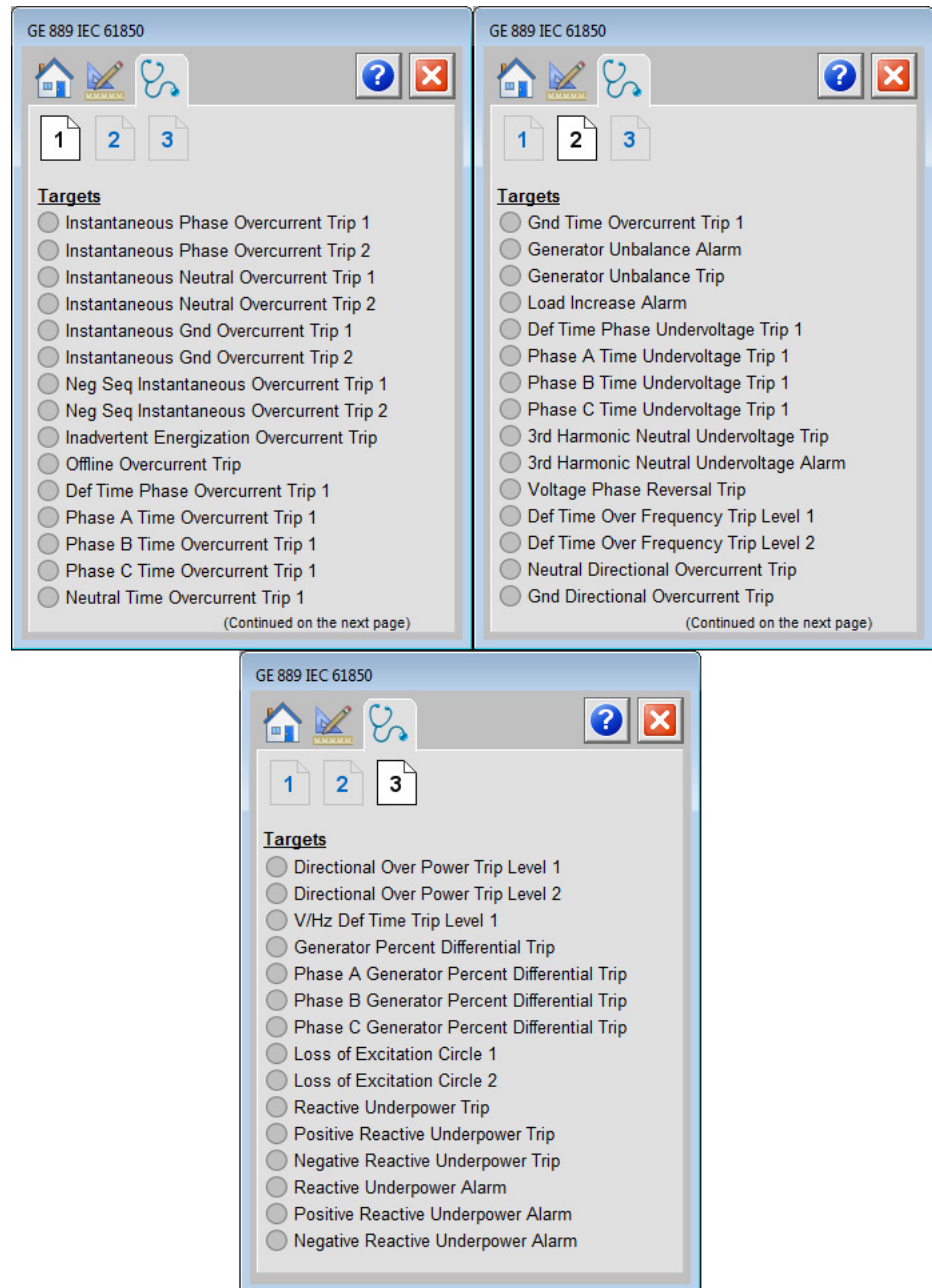 GE 889 IEC 61850
?
1 2 3
Targets
Instantaneous Phase Overcurrent Trip 1
Instantaneous Phase Overcurrent Trip 2
Instantaneous Neutral Overcurrent Trip 1
Instantaneous Neutral Overcurrent Trip 2
Instantaneous Gnd Overcurrent Trip 1
Instantaneous Gnd Overcurrent Trip 2
Neg Seq Instantaneous Overcurrent Trip 1
Neg Seq Instantaneous Overcurrent Trip 2
Inadvertent Energization Overcurrent Trip
Offline Overcurrent Trip
Def Time Phase Overcurrent Trip 1
Phase A Time Overcurrent Trip 1
Phase B Time Overcurrent Trip 1
Phase C Time Overcurrent Trip 1
Neutral Time Overcurrent Trip 1
(Continued on the next page)
GE 889 IEC 61850
?
1 2 3
Targets
Gnd Time Overcurrent Trip 1
Generator Unbalance Alarm
Generator Unbalance Trip
Load Increase Alarm
Def Time Phase Undervoltage Trip 1
Phase A Time Undervoltage Trip 1
Phase B Time Undervoltage Trip 1
Phase C Time Undervoltage Trip 1
3rd Harmonic Neutral Undervoltage Trip
3rd Harmonic Neutral Undervoltage Alarm
Voltage Phase Reversal Trip
Def Time Over Frequency Trip Level 1
Def Time Over Frequency Trip Level 2
Neutral Directional Overcurrent Trip
Gnd Directional Overcurrent Trip
(Continued on the next page)
GE 889 IEC 61850
?
1 2 3
Targets
Directional Over Power Trip Level 1
Directional Over Power Trip Level 2
V/Hz Def Time Trip Level 1
Generator Percent Differential Trip
Phase A Generator Percent Differential Trip
Phase B Generator Percent Differential Trip
Phase C Generator Percent Differential Trip
Loss of Excitation Circle 1
Loss of Excitation Circle 2
Reactive Underpower Trip
Positive Reactive Underpower Trip
Negative Reactive Underpower Trip
Reactive Underpower Alarm
Positive Reactive Underpower Alarm
Negative Reactive Underpower Alarm